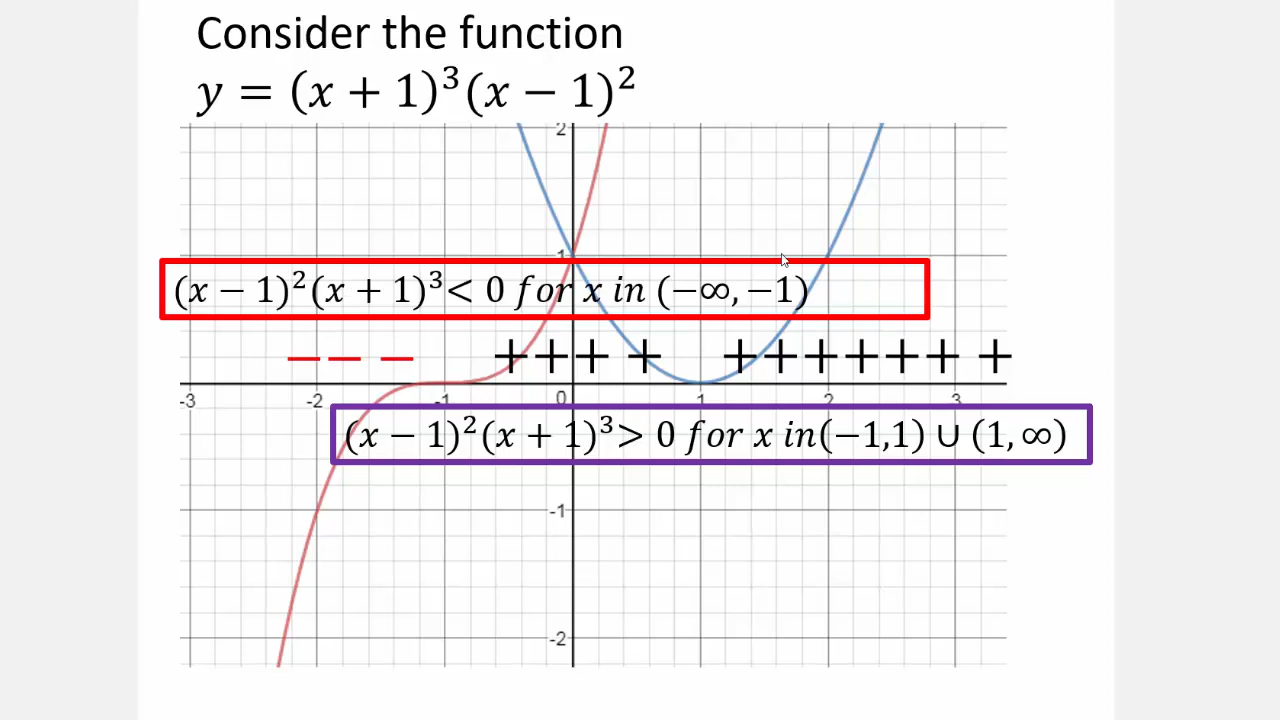 Consider the function
y = (x + 1)³(x − 1)²
2
1
(x − 1)²(x + 1)³< 0 for x in (−∞, −1)
− − − + + + + + + + + + + +
-3 -2 -1 0 1 2 3
(x − 1)²(x + 1)³> 0 for x in(−1,1) ∪ (1, ∞)
-1
-2